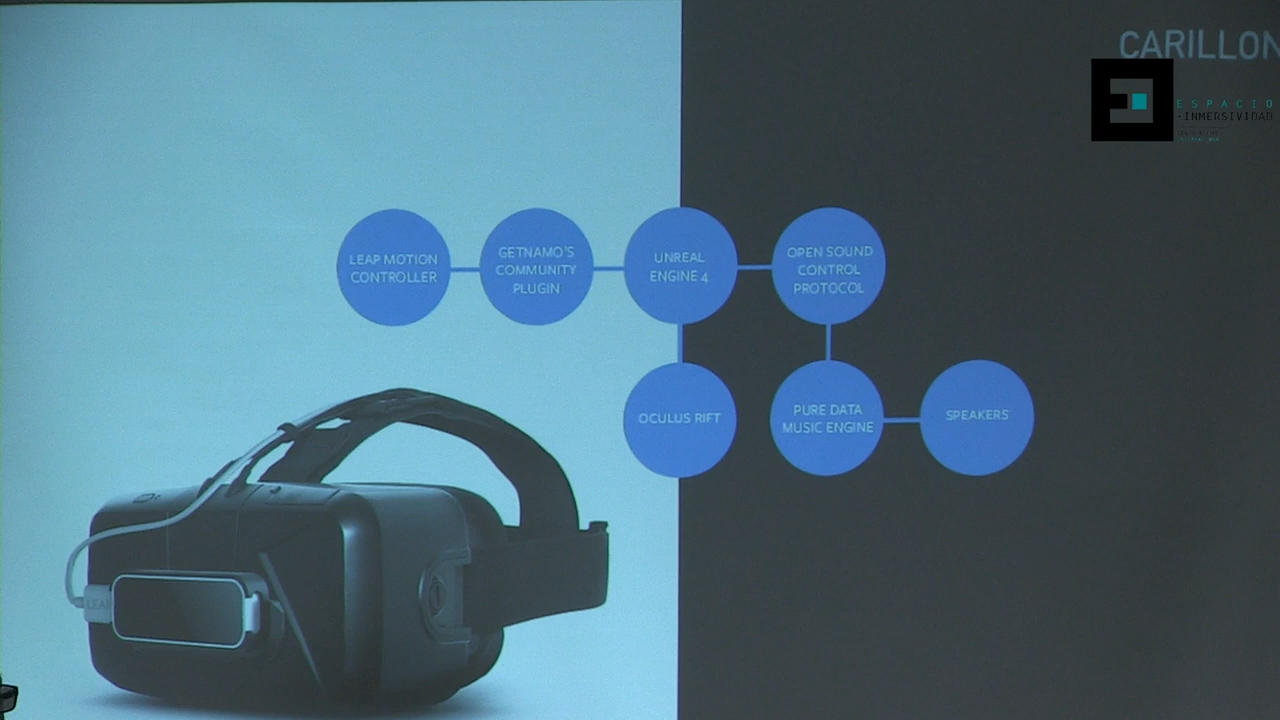 CARILLON
ESPACIO
-INMERSIVIDAD
LEAP MOTION
CONTROLLER
GETNAMO'S
COMMUNITY
PLUGIN
UNREAL
ENGINE 4
OPEN SOUND
CONTROL
PROTOCOL
OCULUS RIFT
PURE DATA
MUSIC ENGINE
SPEAKERS
LEAP